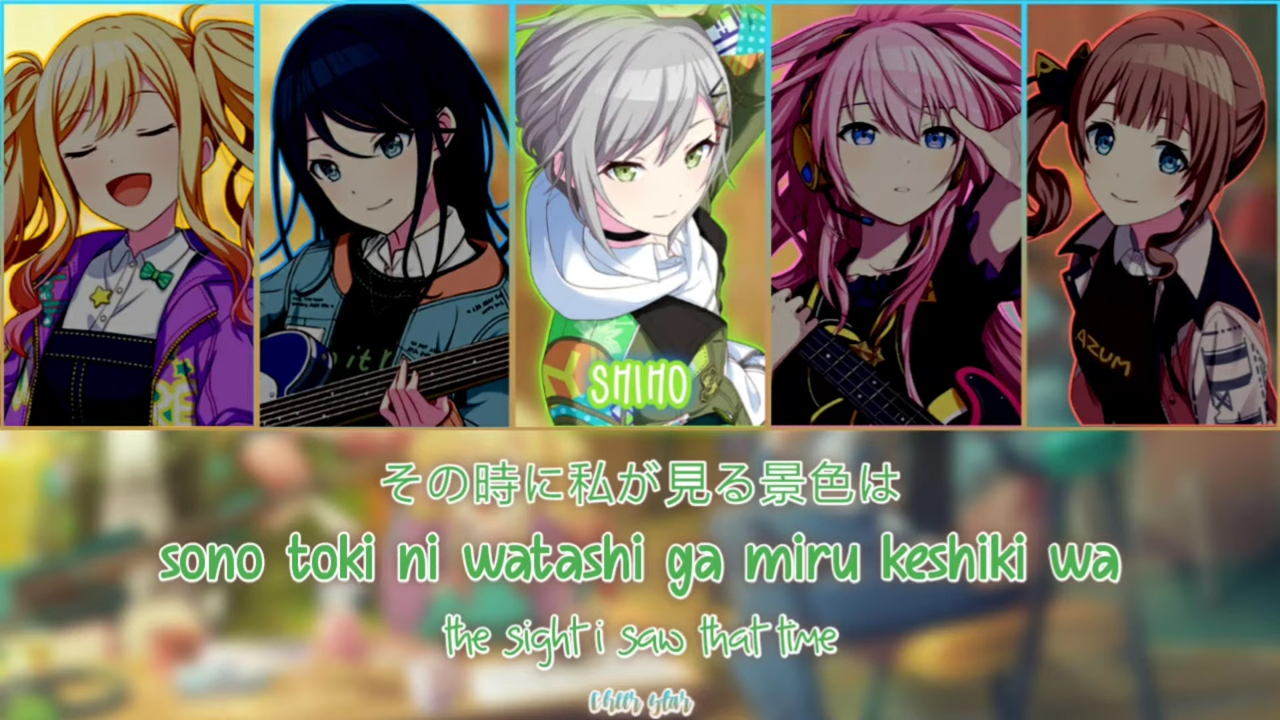 AZUM
SHIHO
その時に私が見る景色は
sono toki ni watashi ga miru keshiki wa
the sight i saw that time